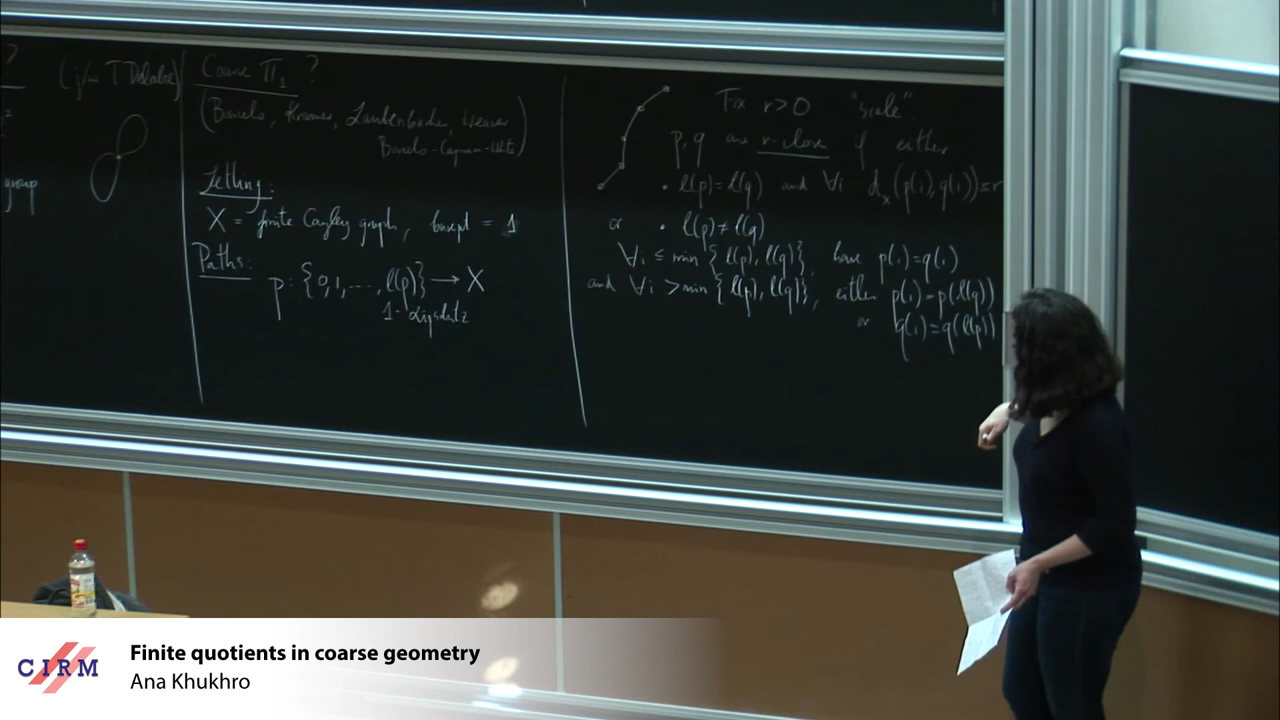 ?
(j/w T Delabie)
group
Coarse π₁ ?
(Barcelo, Kramer, Laubenbacher, Weaver
Barcelo-Capraro-White)
Setting:
X = finite Cayley graph, basept = 1
Paths:
p: {0,1,..., l(p)} → X
1-Lipschitz
Fix r>0 "scale".
p, q are r-close if either
• l(p)=l(q) and ∀i d_X(p(i),q(i))≤r
or • l(p)≠l(q)
∀i ≤ min {l(p), l(q)}, have p(i)=q(i)
and ∀i >min {l(p), l(q)}, either p(i)=p(l(q))
or q(i)=q(l(p))
CIRM
Finite quotients in coarse geometry
Ana Khukhro